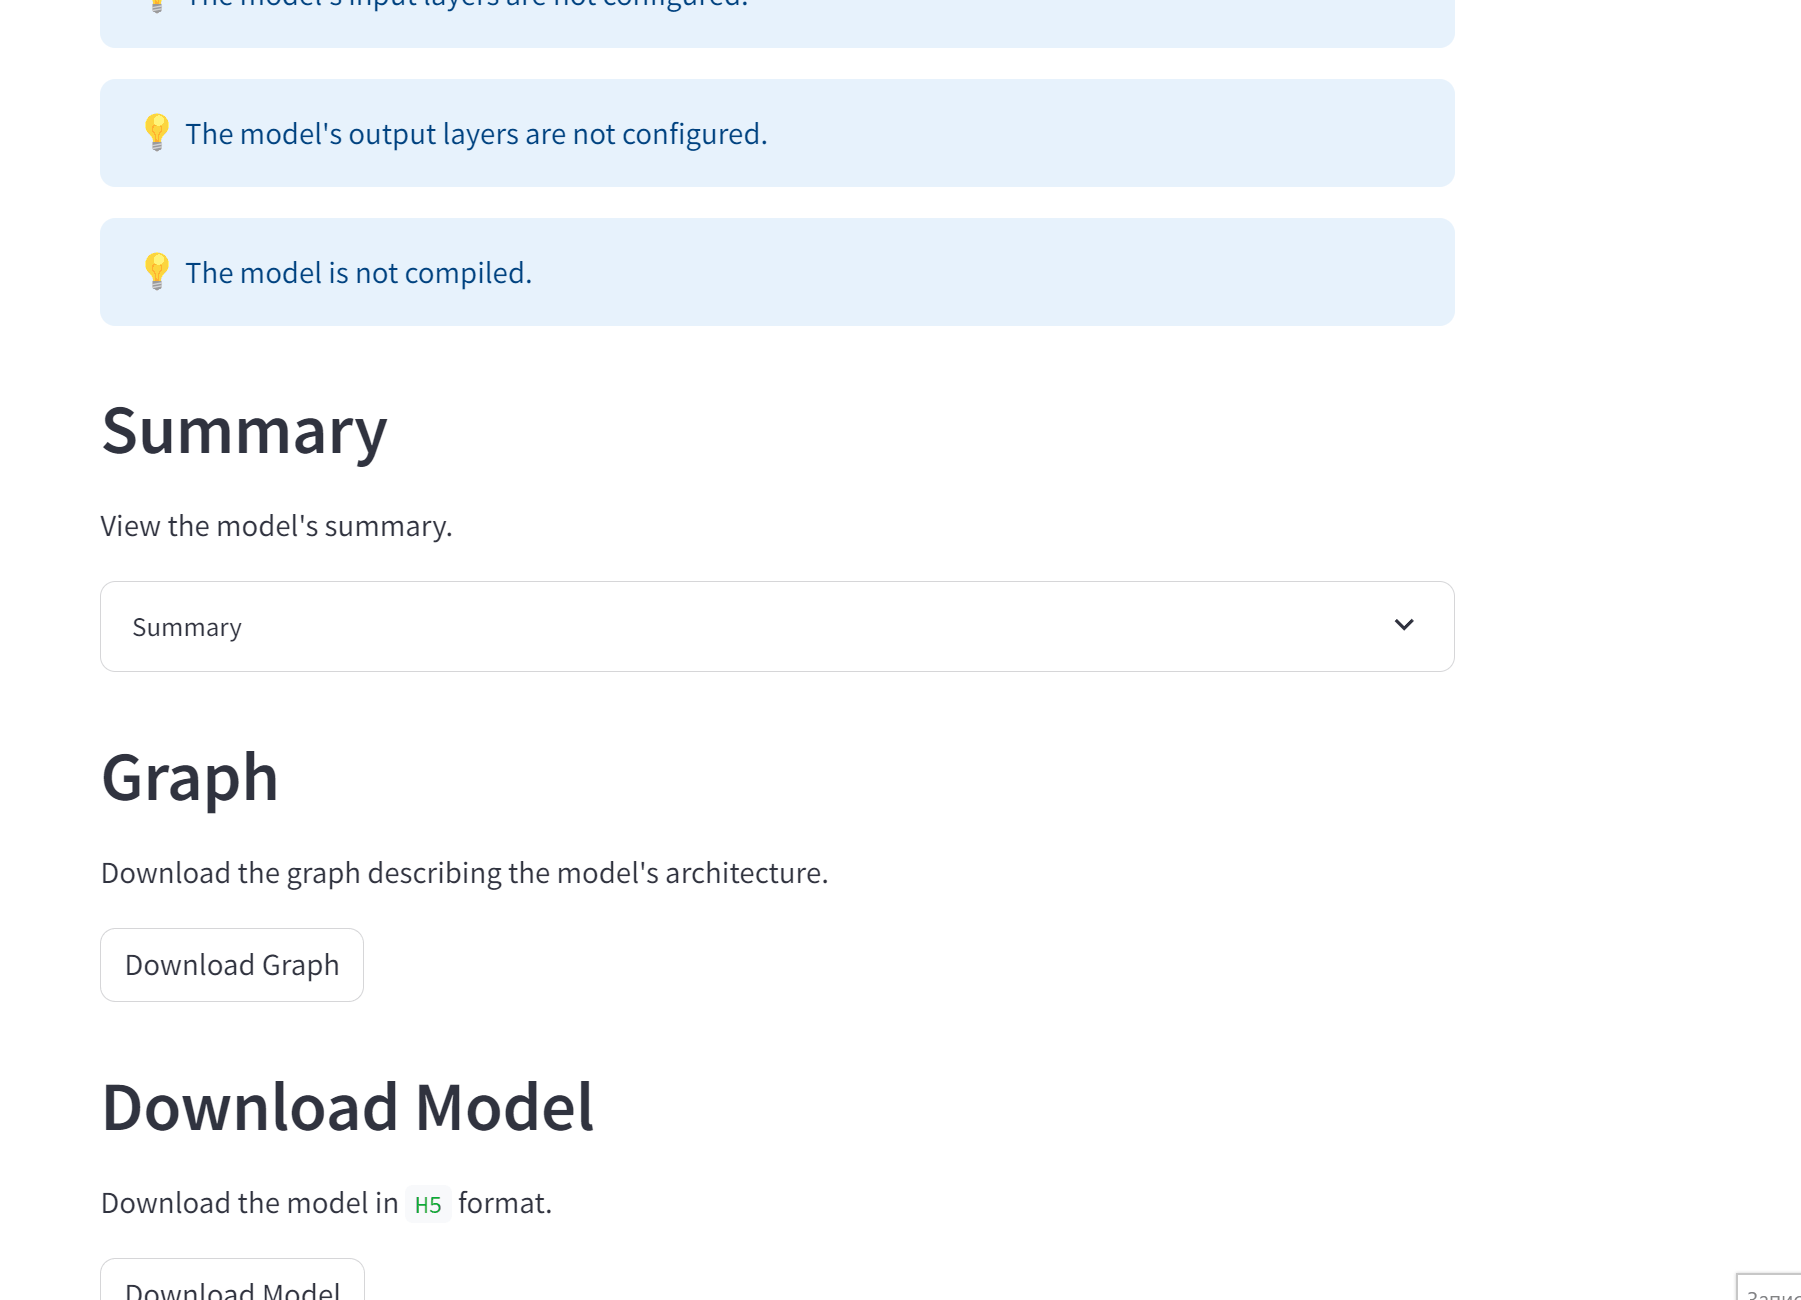 The model's input layers are not configured.
The model's output layers are not configured.
The model is not compiled.
Summary
View the model's summary.
Summary
Graph
Download the graph describing the model's architecture.
Download Graph
Download Model
Download the model in H5 format.
Download Model